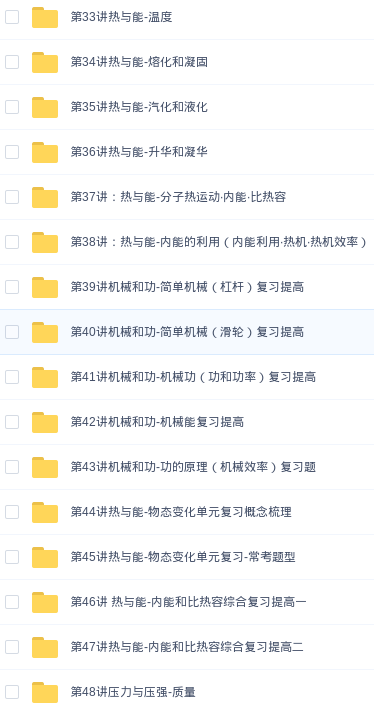 第33讲热与能-温度
第34讲热与能-熔化和凝固
第35讲热与能-汽化和液化
第36讲热与能-升华和凝华
第37讲：热与能-分子热运动·内能·比热容
第38讲：热与能-内能的利用（内能利用·热机·热机效率）
第39讲机械和功-简单机械（杠杆）复习提高
第40讲机械和功-简单机械（滑轮）复习提高
第41讲机械和功-机械功（功和功率）复习提高
第42讲机械和功-机械能复习提高
第43讲机械和功-功的原理（机械效率）复习题
第44讲热与能-物态变化单元复习概念梳理
第45讲热与能-物态变化单元复习-常考题型
第46讲 热与能-内能和比热容综合复习提高一
第47讲热与能-内能和比热容综合复习提高二
第48讲压力与压强-质量